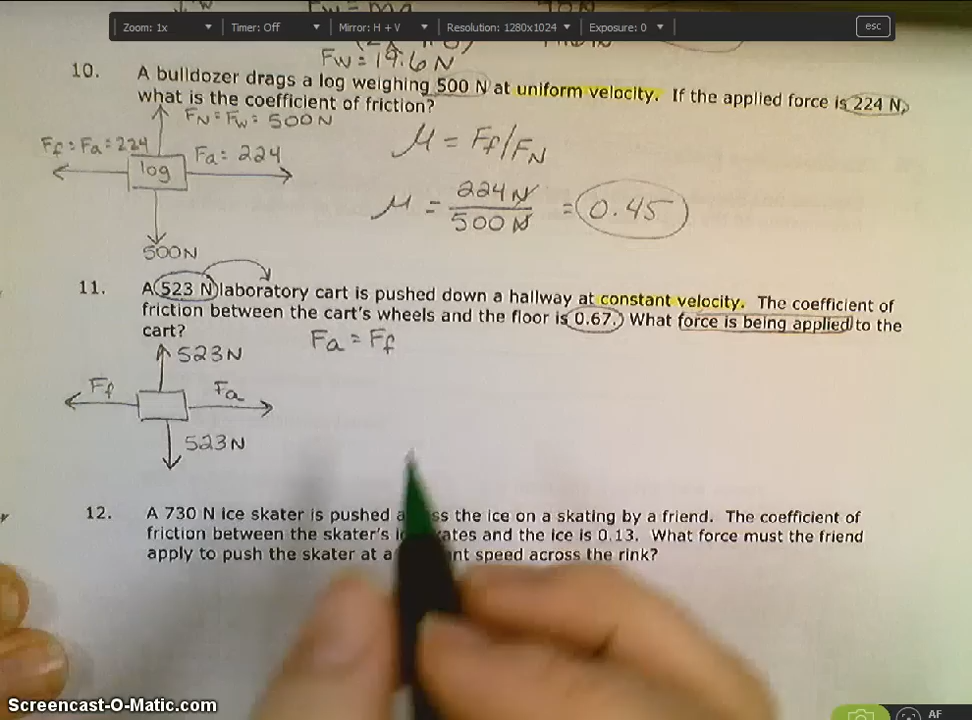 Zoom: 1x Timer: Off Mirror: H + V Resolution: 1280x1024 Exposure: 0 esc
Fw = 19.6 N
10. A bulldozer drags a log weighing 500 N at uniform velocity. If the applied force is 224 N,
what is the coefficient of friction?
FN = Fw = 500N
Ff = Fa = 224
Fa = 224
log
500N
μ = Ff/FN
μ = 224N / 500N = 0.45
11. A 523 N laboratory cart is pushed down a hallway at constant velocity. The coefficient of
friction between the cart's wheels and the floor is 0.67. What force is being applied to the
cart?
Fa = Ff
523N
Ff
Fa
523N
12. A 730 N ice skater is pushed the ice on a skating by a friend. The coefficient of
friction between the skater's and the ice is 0.13. What force must the friend
apply to push the skater at a speed across the rink?
Screencast-O-Matic.com
AF